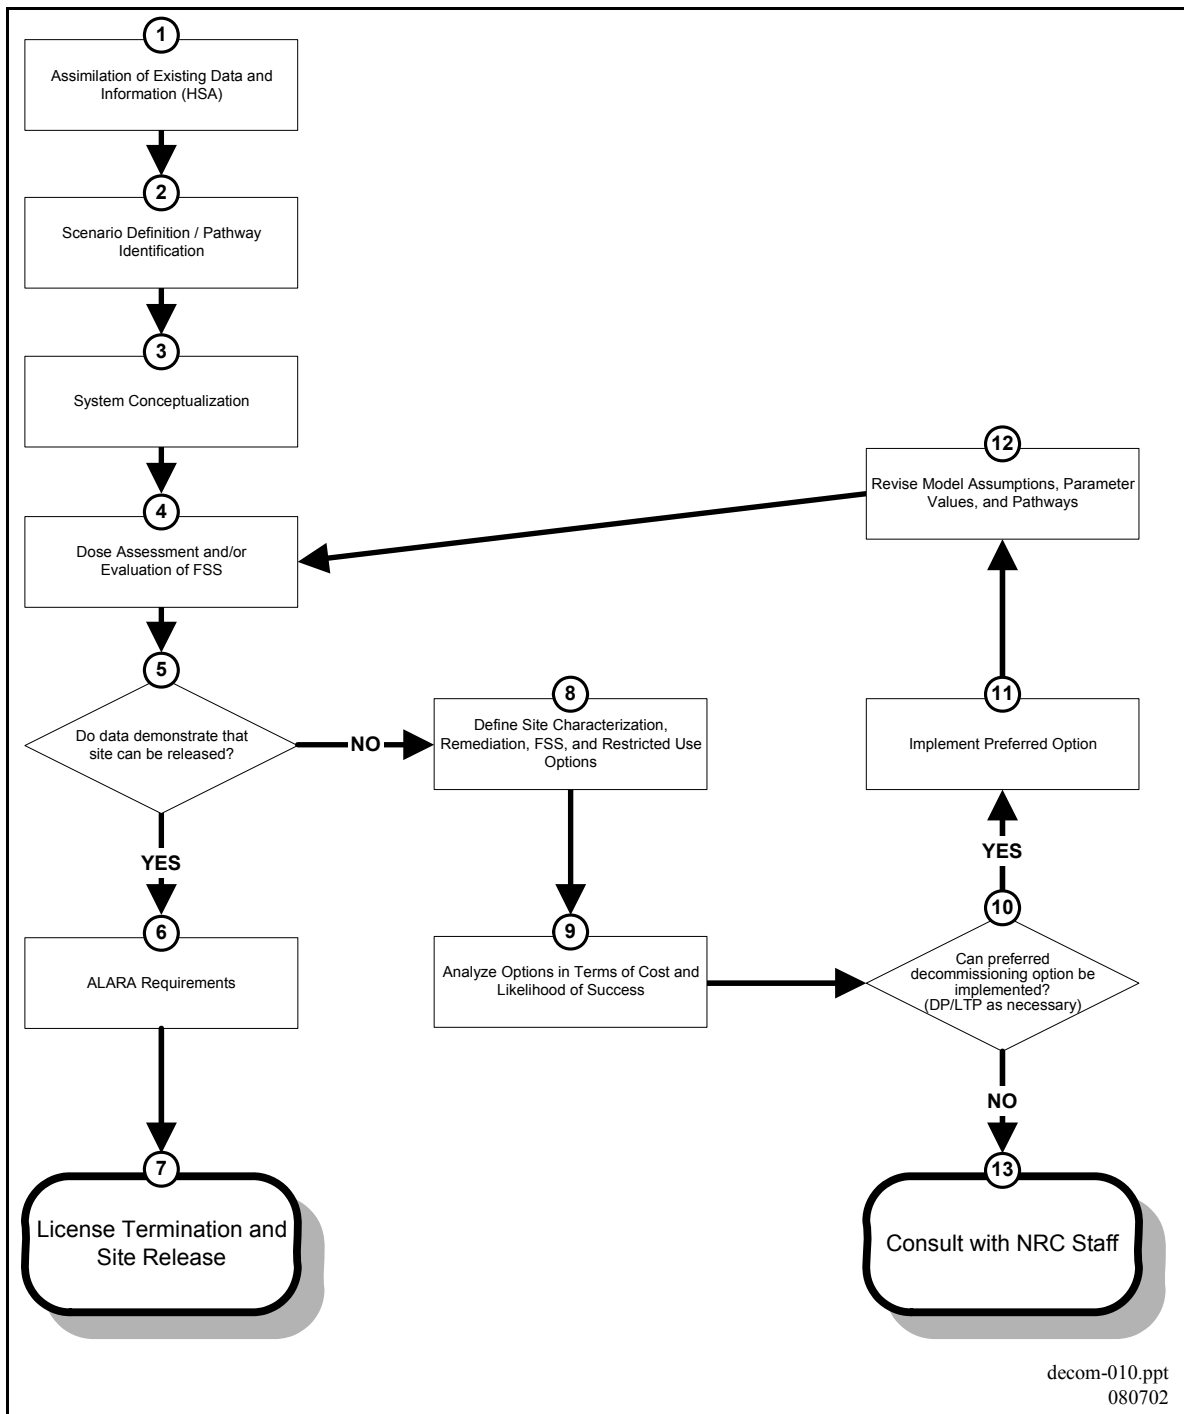 1
Assimilation of Existing Data and
Information (HSA)
2
Scenario Definition / Pathway
Identification
3
System Conceptualization
4
Dose Assessment and/or
Evaluation of FSS
5
Do data demonstrate that
site can be released?
NO
YES
6
ALARA Requirements
7
License Termination and
Site Release
8
Define Site Characterization,
Remediation, FSS, and Restricted Use
Options
9
Analyze Options in Terms of Cost and
Likelihood of Success
10
Can preferred
decommissioning option be
implemented?
(DP/LTP as necessary)
YES
NO
11
Implement Preferred Option
12
Revise Model Assumptions, Parameter
Values, and Pathways
13
Consult with NRC Staff
decom-010.ppt
080702